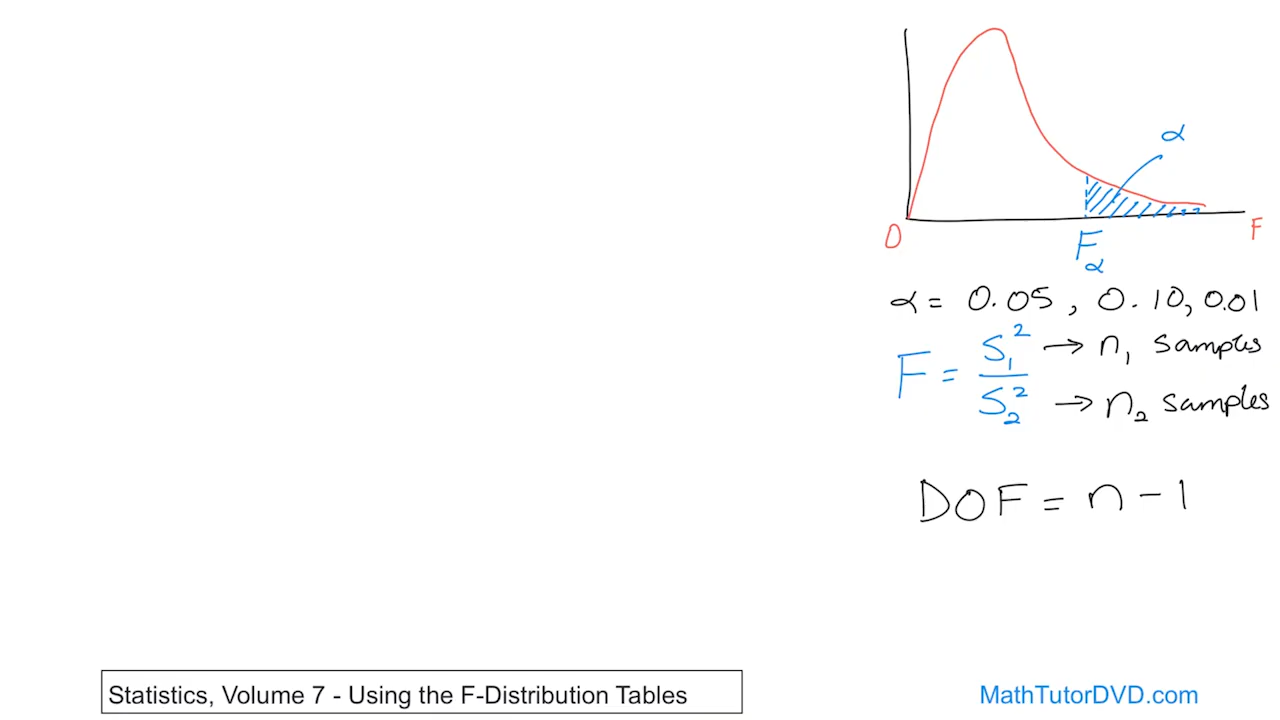 α
0
F
Fα
α = 0.05, 0.10, 0.01
F = S₁² / S₂²
→ n₁ samples
→ n₂ samples
DOF = n - 1
Statistics, Volume 7 - Using the F-Distribution Tables
MathTutorDVD.com